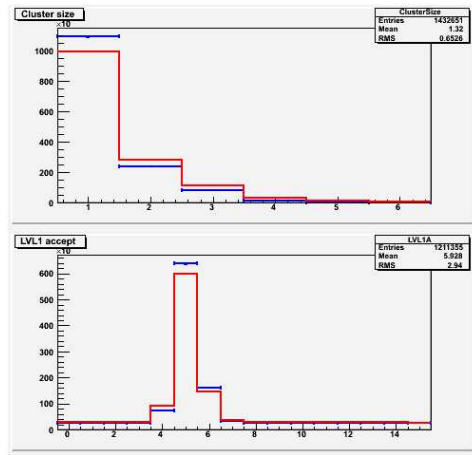 Cluster size
×10
ClusterSize
Entries 1432651
Mean 1.32
RMS 0.6526
1000
800
600
400
200
0
1 2 3 4 5 6
LVL1 accept
×10
LVL1A
Entries 1211355
Mean 5.928
RMS 2.94
600
500
400
300
200
100
0
0 2 4 6 8 10 12 14